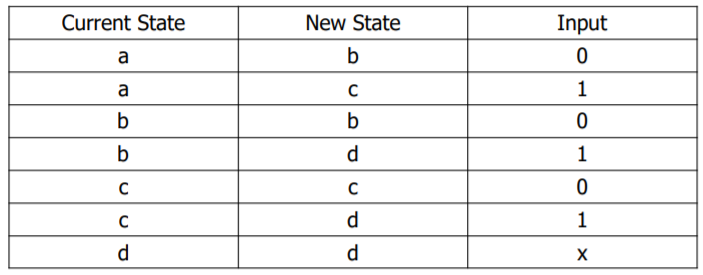 Current State New State Input
a b 0
a c 1
b b 0
b d 1
c c 0
c d 1
d d x